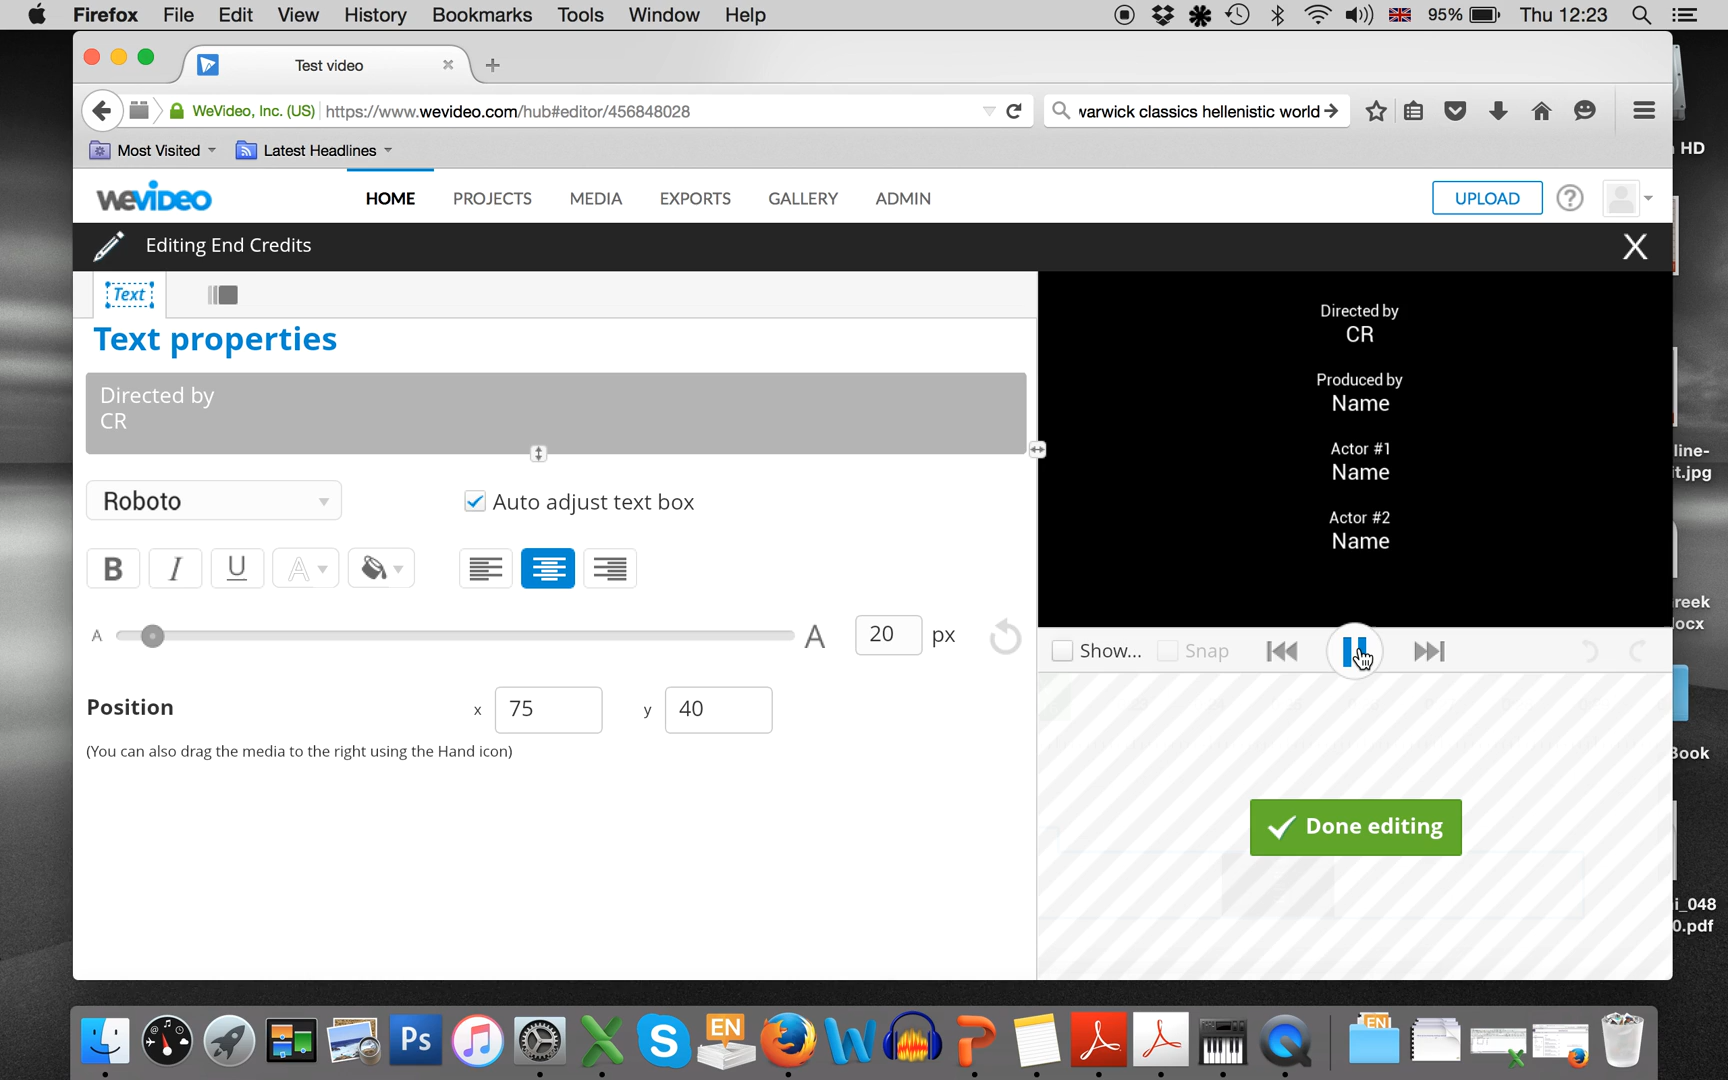 Firefox File Edit View History Bookmarks Tools Window Help 95% Thu 12:23
Test video
WeVideo, Inc. (US) https://www.wevideo.com/hub#editor/456848028 warwick classics hellenistic world
Most Visited Latest Headlines
HD
wevideo HOME PROJECTS MEDIA EXPORTS GALLERY ADMIN UPLOAD ?
Editing End Credits X
Text
Text properties
Directed by
CR
Roboto Auto adjust text box
B I U A
A A 20 px
Position x 75 y 40
(You can also drag the media to the right using the Hand icon)
Directed by
CR
Produced by
Name
Actor #1
Name
Actor #2
Name
Show... Snap
Done editing
line-
it.jpg
reek
ocx
Book
i_048
0.pdf
Ps EN S W P EN